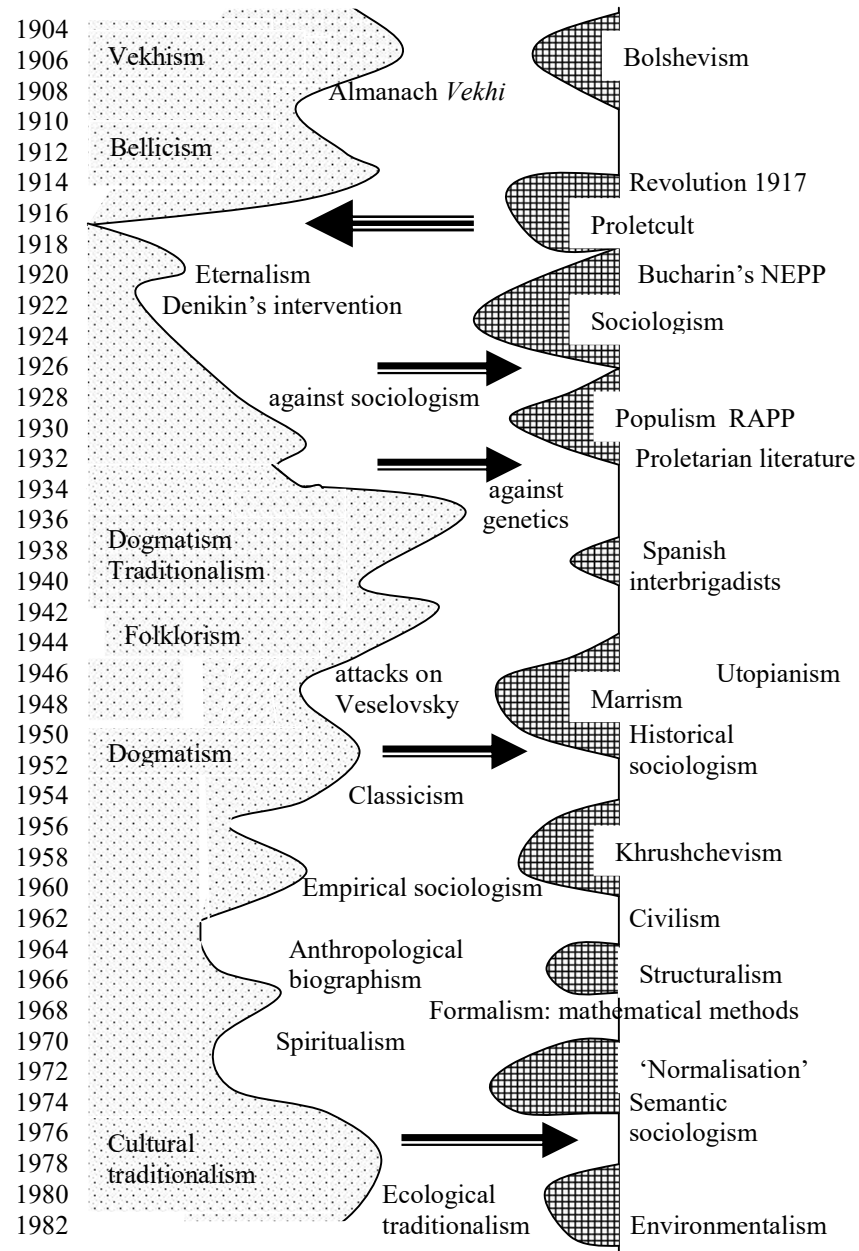 1904
1906
Vekhism
Bolshevism
1908
Almanach Vekhi
1910
1912
Bellicism
1914
Revolution 1917
1916
Proletcult
1918
1920
Eternalism
Bucharin’s NEPP
1922
Denikin’s intervention
Sociologism
1924
1926
against sociologism
1928
Populism RAPP
1930
1932
Proletarian literature
1934
against
genetics
1936
1938
Dogmatism
Traditionalism
Spanish
interbrigadists
1940
1942
1944
Folklorism
1946
attacks on
Veselovsky
Utopianism
1948
Marrism
1950
Historical
sociologism
Dogmatism
1952
1954
Classicism
1956
1958
Khrushchevism
1960
Empirical sociologism
1962
Civilism
1964
Anthropological
biographism
1966
Structuralism
1968
Formalism: mathematical methods
1970
Spiritualism
1972
‘Normalisation’
1974
Semantic
sociologism
1976
Cultural
traditionalism
1978
1980
Ecological
traditionalism
1982
Environmentalism